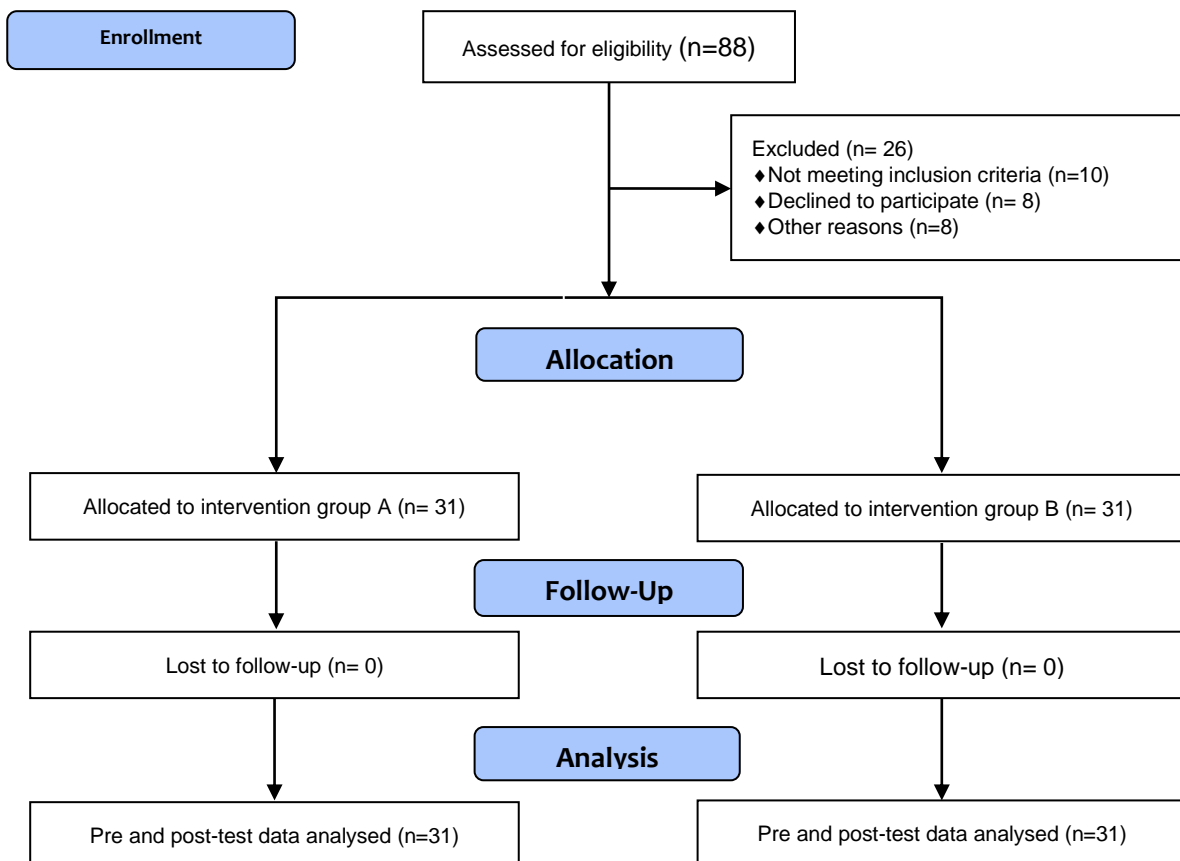 Enrollment
Assessed for eligibility (n=88)
Excluded (n= 26)
♦Not meeting inclusion criteria (n=10)
♦Declined to participate (n= 8)
♦Other reasons (n=8)
Allocation
Allocated to intervention group A (n= 31)
Allocated to intervention group B (n= 31)
Follow-Up
Lost to follow-up (n= 0)
Lost to follow-up (n= 0)
Analysis
Pre and post-test data analysed (n=31)
Pre and post-test data analysed (n=31)